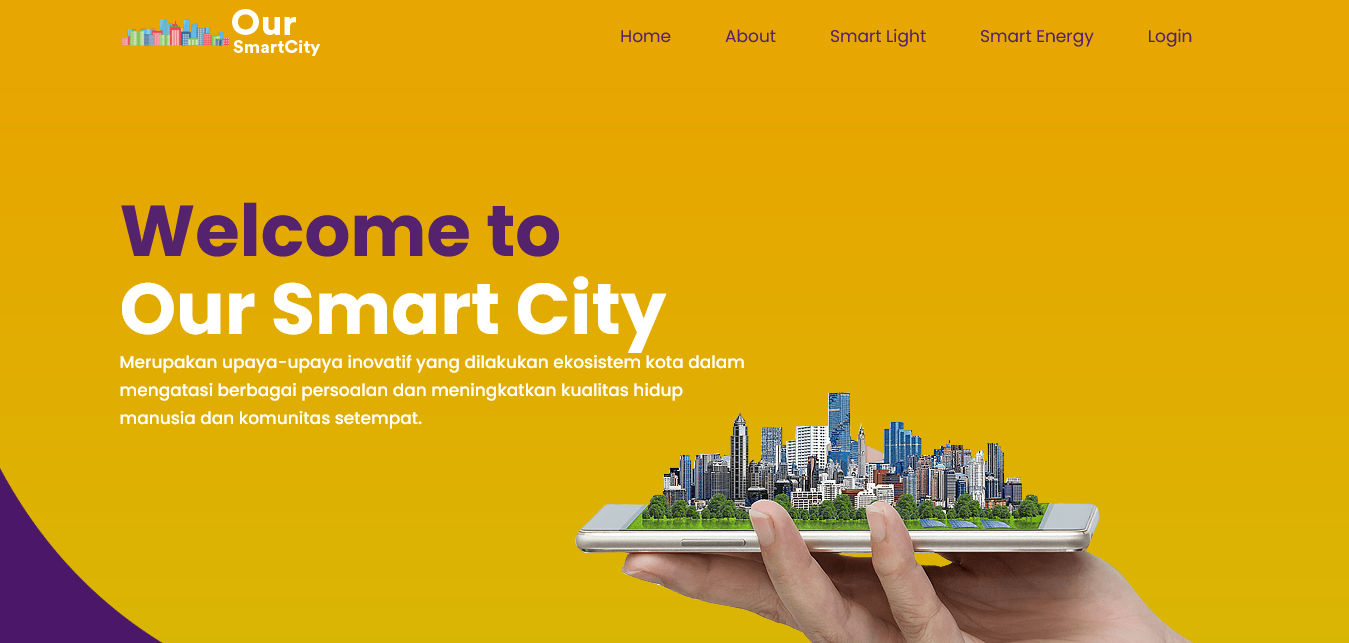 Our
SmartCity
Home About Smart Light Smart Energy Login
Welcome to
Our Smart City
Merupakan upaya-upaya inovatif yang dilakukan ekosistem kota dalam
mengatasi berbagai persoalan dan meningkatkan kualitas hidup
manusia dan komunitas setempat.